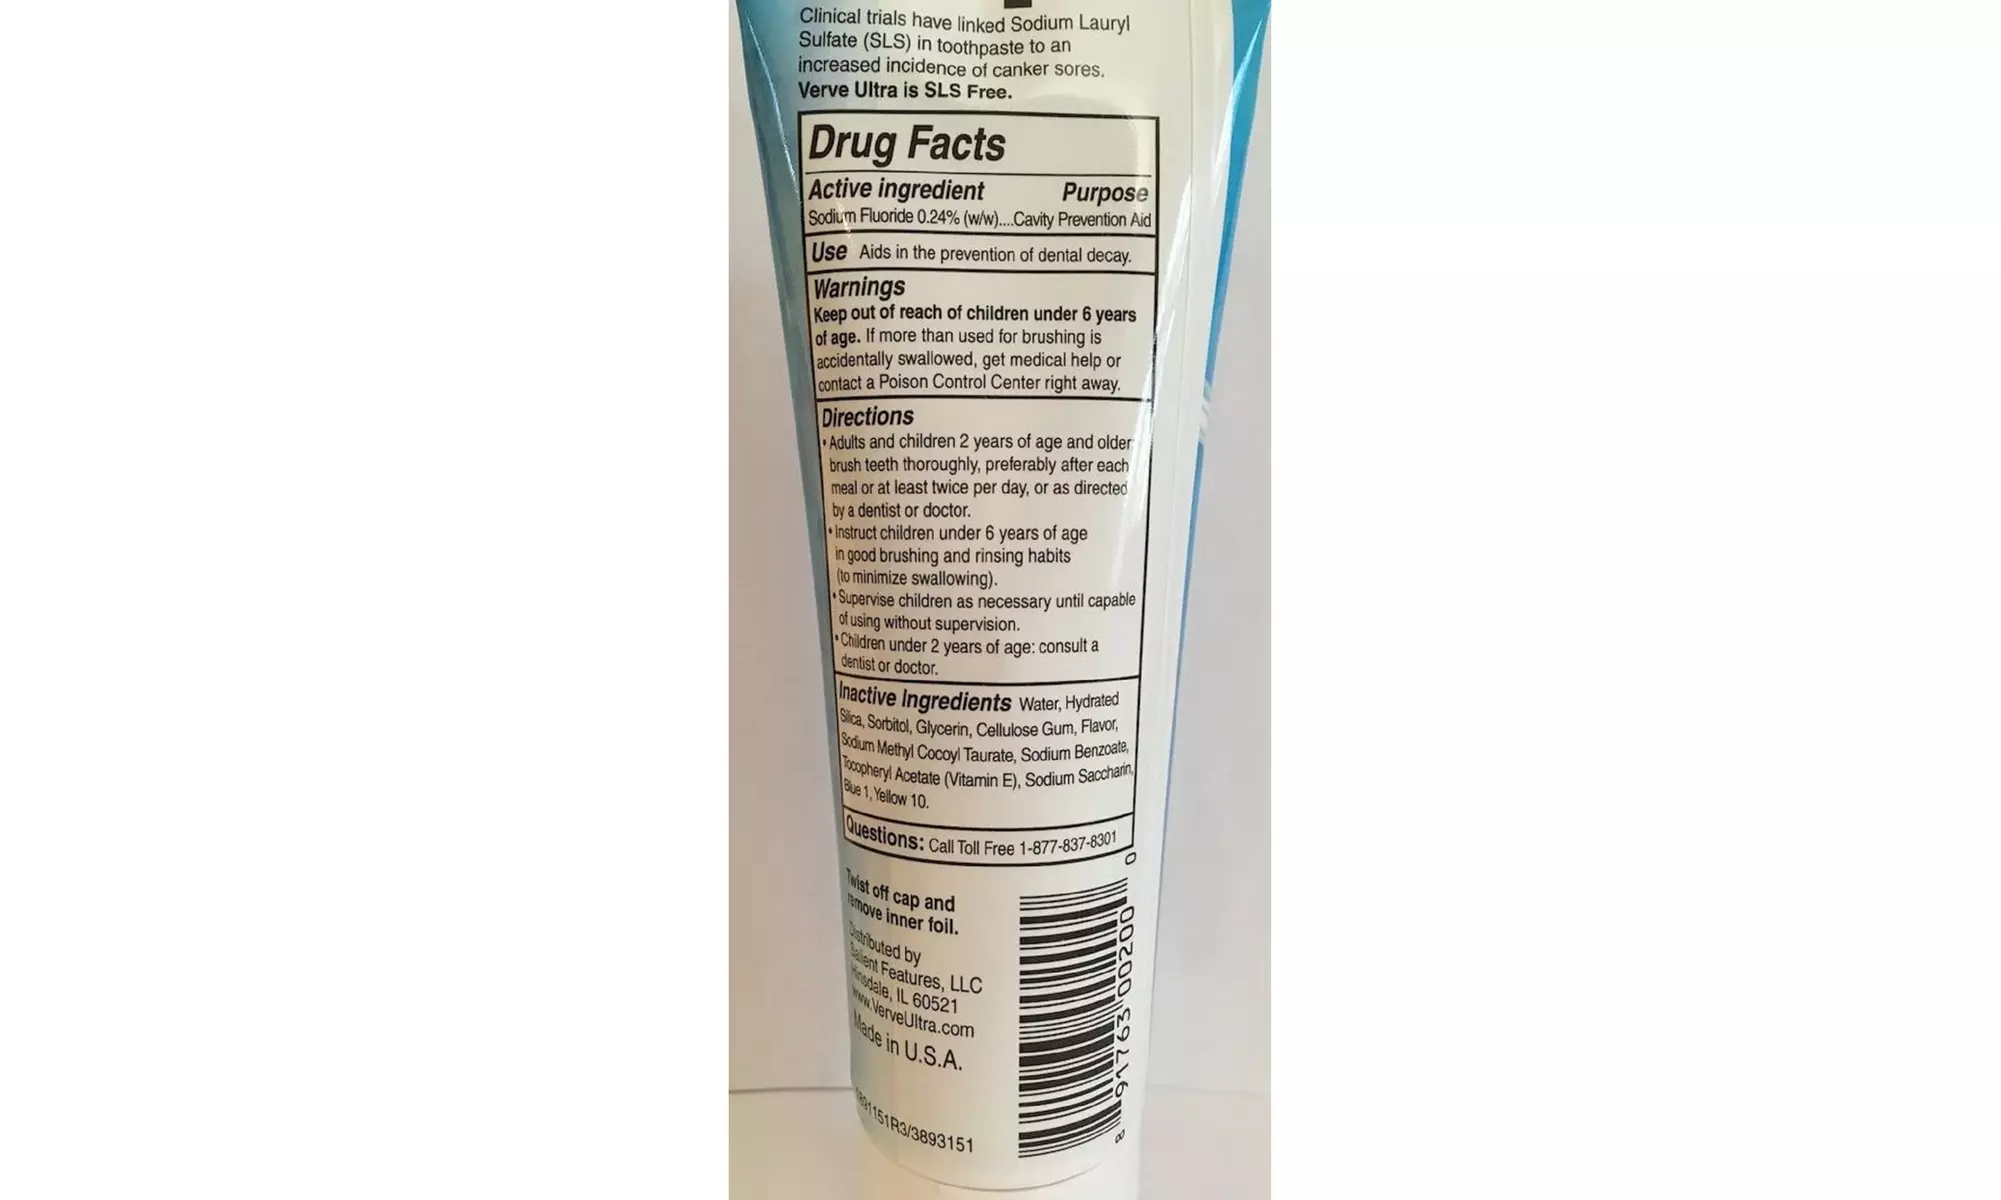 Clinical trials have linked Sodium Lauryl
Sulfate (SLS) in toothpaste to an
increased incidence of canker sores.
Verve Ultra is SLS Free.
Drug Facts
Active ingredient Purpose
Sodium Fluoride 0.24% (w/w)....Cavity Prevention Aid
Use Aids in the prevention of dental decay.
Warnings
Keep out of reach of children under 6 years
of age. If more than used for brushing is
accidentally swallowed, get medical help or
contact a Poison Control Center right away.
Directions
• Adults and children 2 years of age and older:
brush teeth thoroughly, preferably after each
meal or at least twice per day, or as directed
by a dentist or doctor.
• Instruct children under 6 years of age
in good brushing and rinsing habits
(to minimize swallowing).
• Supervise children as necessary until capable
of using without supervision.
• Children under 2 years of age: consult a
dentist or doctor.
Inactive Ingredients Water, Hydrated
Silica, Sorbitol, Glycerin, Cellulose Gum, Flavor,
Sodium Methyl Cocoyl Taurate, Sodium Benzoate,
Tocopheryl Acetate (Vitamin E), Sodium Saccharin,
Blue 1, Yellow 10.
Questions: Call Toll Free 1-877-837-8301
Twist off cap and
remove inner foil.
Distributed by
Salient Features, LLC
Hinsdale, IL 60521
www.VerveUltra.com
Made in U.S.A.
8 91763 00200 0